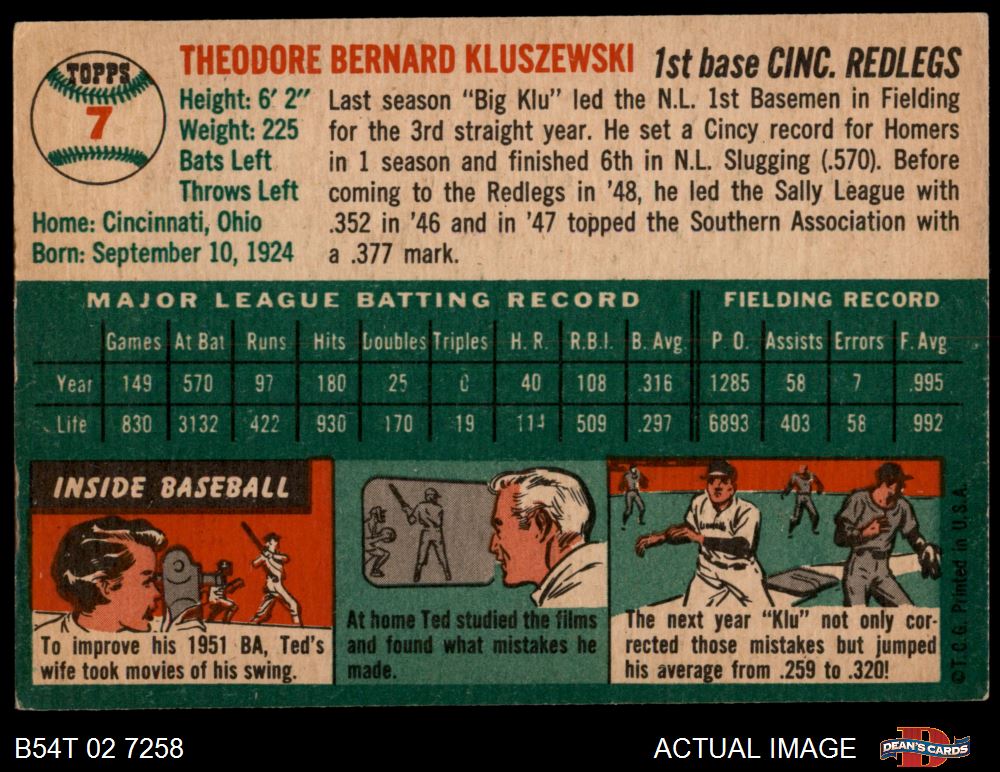 TOPPS
7
THEODORE BERNARD KLUSZEWSKI 1st base CINC. REDLEGS
Height: 6' 2"
Weight: 225
Bats Left
Throws Left
Home: Cincinnati, Ohio
Born: September 10, 1924
Last season "Big Klu" led the N.L. 1st Basemen in Fielding
for the 3rd straight year. He set a Cincy record for Homers
in 1 season and finished 6th in N.L. Slugging (.570). Before
coming to the Redlegs in '48, he led the Sally League with
.352 in '46 and in '47 topped the Southern Association with
a .377 mark.
MAJOR LEAGUE BATTING RECORD FIELDING RECORD
Games At Bat Runs Hits Doubles Triples H. R. R.B.I. B. Avg. P O. Assists Errors F. Avg
Year 149 570 97 180 25 0 40 108 .316 1285 58 7 .995
Life 830 3132 422 930 170 19 114 509 .297 6893 403 58 .992
INSIDE BASEBALL
To improve his 1951 BA, Ted's
wife took movies of his swing.
At home Ted studied the films
and found what mistakes he
made.
The next year "Klu" not only cor-
rected those mistakes but jumped
his average from .259 to .320!
© T.C.G. Printed in U.S.A.
B54T 02 7258
ACTUAL IMAGE
DEAN'S CARDS